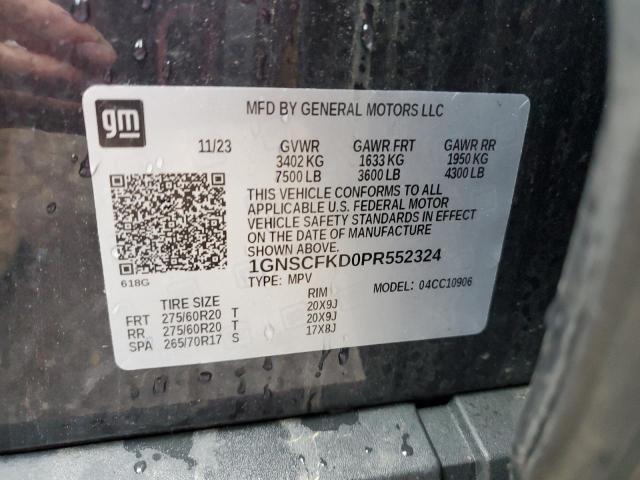 gm
MFD BY GENERAL MOTORS LLC
11/23 GVWR GAWR FRT GAWR RR
3402 KG 1633 KG 1950 KG
7500 LB 3600 LB 4300 LB
THIS VEHICLE CONFORMS TO ALL
APPLICABLE U.S. FEDERAL MOTOR
VEHICLE SAFETY STANDARDS IN EFFECT
ON THE DATE OF MANUFACTURE
SHOWN ABOVE.
1GNSCFKD0PR552324
618G
TYPE: MPV MODEL: 04CC10906
TIRE SIZE RIM
FRT 275/60R20 T 20X9J
RR 275/60R20 T 20X9J
SPA 265/70R17 S 17X8J